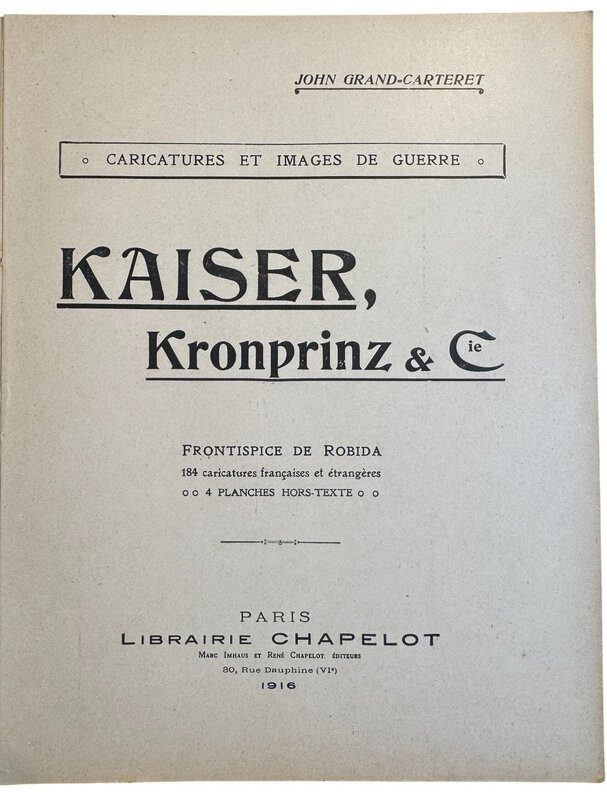 JOHN GRAND-CARTERET
CARICATURES ET IMAGES DE GUERRE
KAISER,
Kronprinz & Cie
FRONTISPICE DE ROBIDA
184 caricatures françaises et étrangères
4 PLANCHES HORS-TEXTE
PARIS
LIBRAIRIE CHAPELOT
MARC IMHAUS ET RENÉ CHAPELOT, ÉDITEURS
30, Rue Dauphine (VIe)
1916